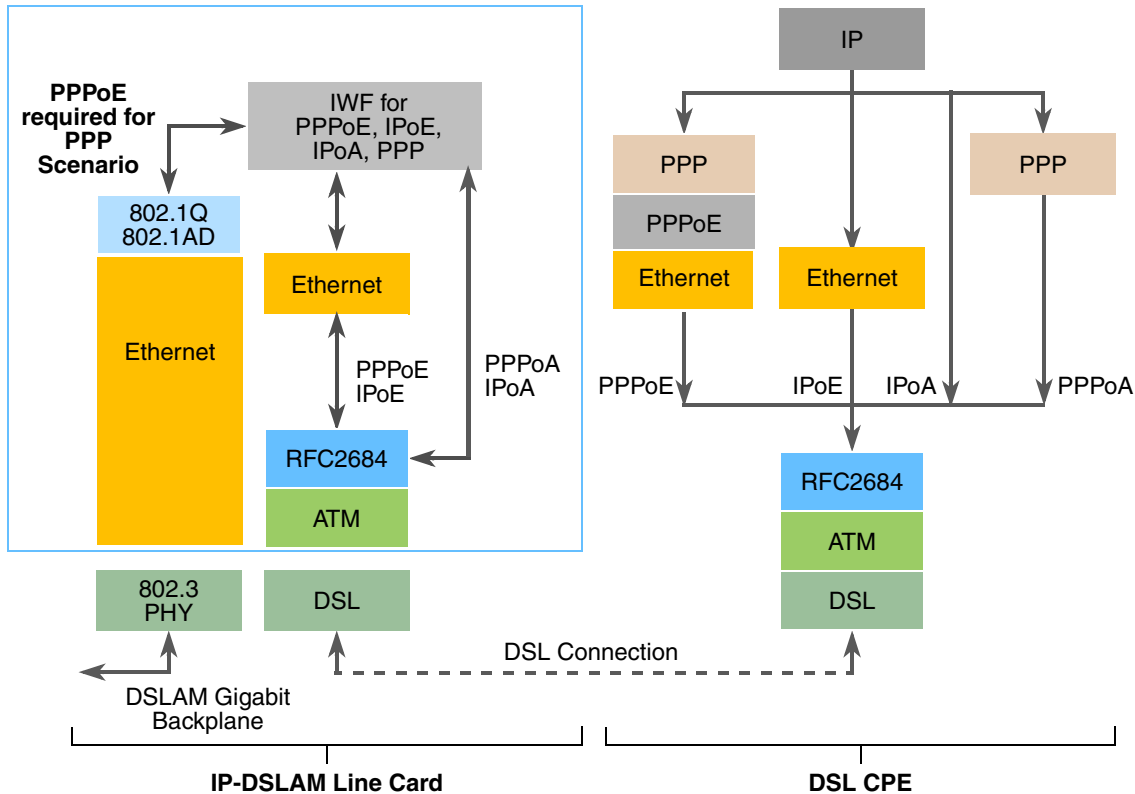 PPPoE
required for
PPP
Scenario
IWF for
PPPoE, IPoE,
IPoA, PPP
802.1Q
802.1AD
Ethernet
Ethernet
PPPoE
IPoE
PPPoA
IPoA
RFC2684
ATM
802.3
PHY
DSL
DSLAM Gigabit
Backplane
DSL Connection
IP-DSLAM Line Card
IP
PPP
PPPoE
Ethernet
Ethernet
PPP
PPPoE
IPoE
IPoA
PPPoA
RFC2684
ATM
DSL
DSL CPE